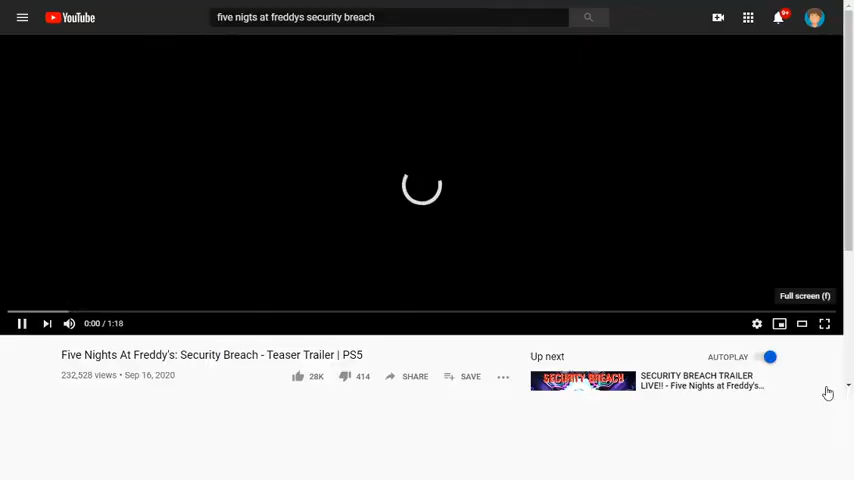 YouTube
five nigts at freddys security breach
9+
Full screen (f)
0:00 / 1:18
Five Nights At Freddy's: Security Breach - Teaser Trailer | PS5
232,528 views • Sep 16, 2020
28K
414
SHARE
SAVE
Up next
AUTOPLAY
SECURITY BREACH
SECURITY BREACH TRAILER
LIVE!! - Five Nights at Freddy's...